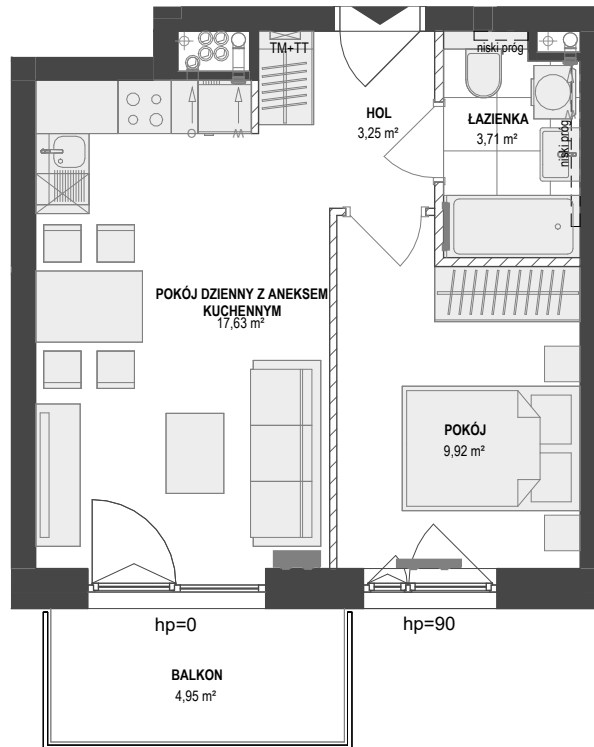 TM+TT
niski próg
HOL
3,25 m²
ŁAZIENKA
3,71 m²
niski próg
O
M
POKÓJ DZIENNY Z ANEKSEM
KUCHENNYM
17,63 m²
POKÓJ
9,92 m²
hp=0
hp=90
BALKON
4,95 m²